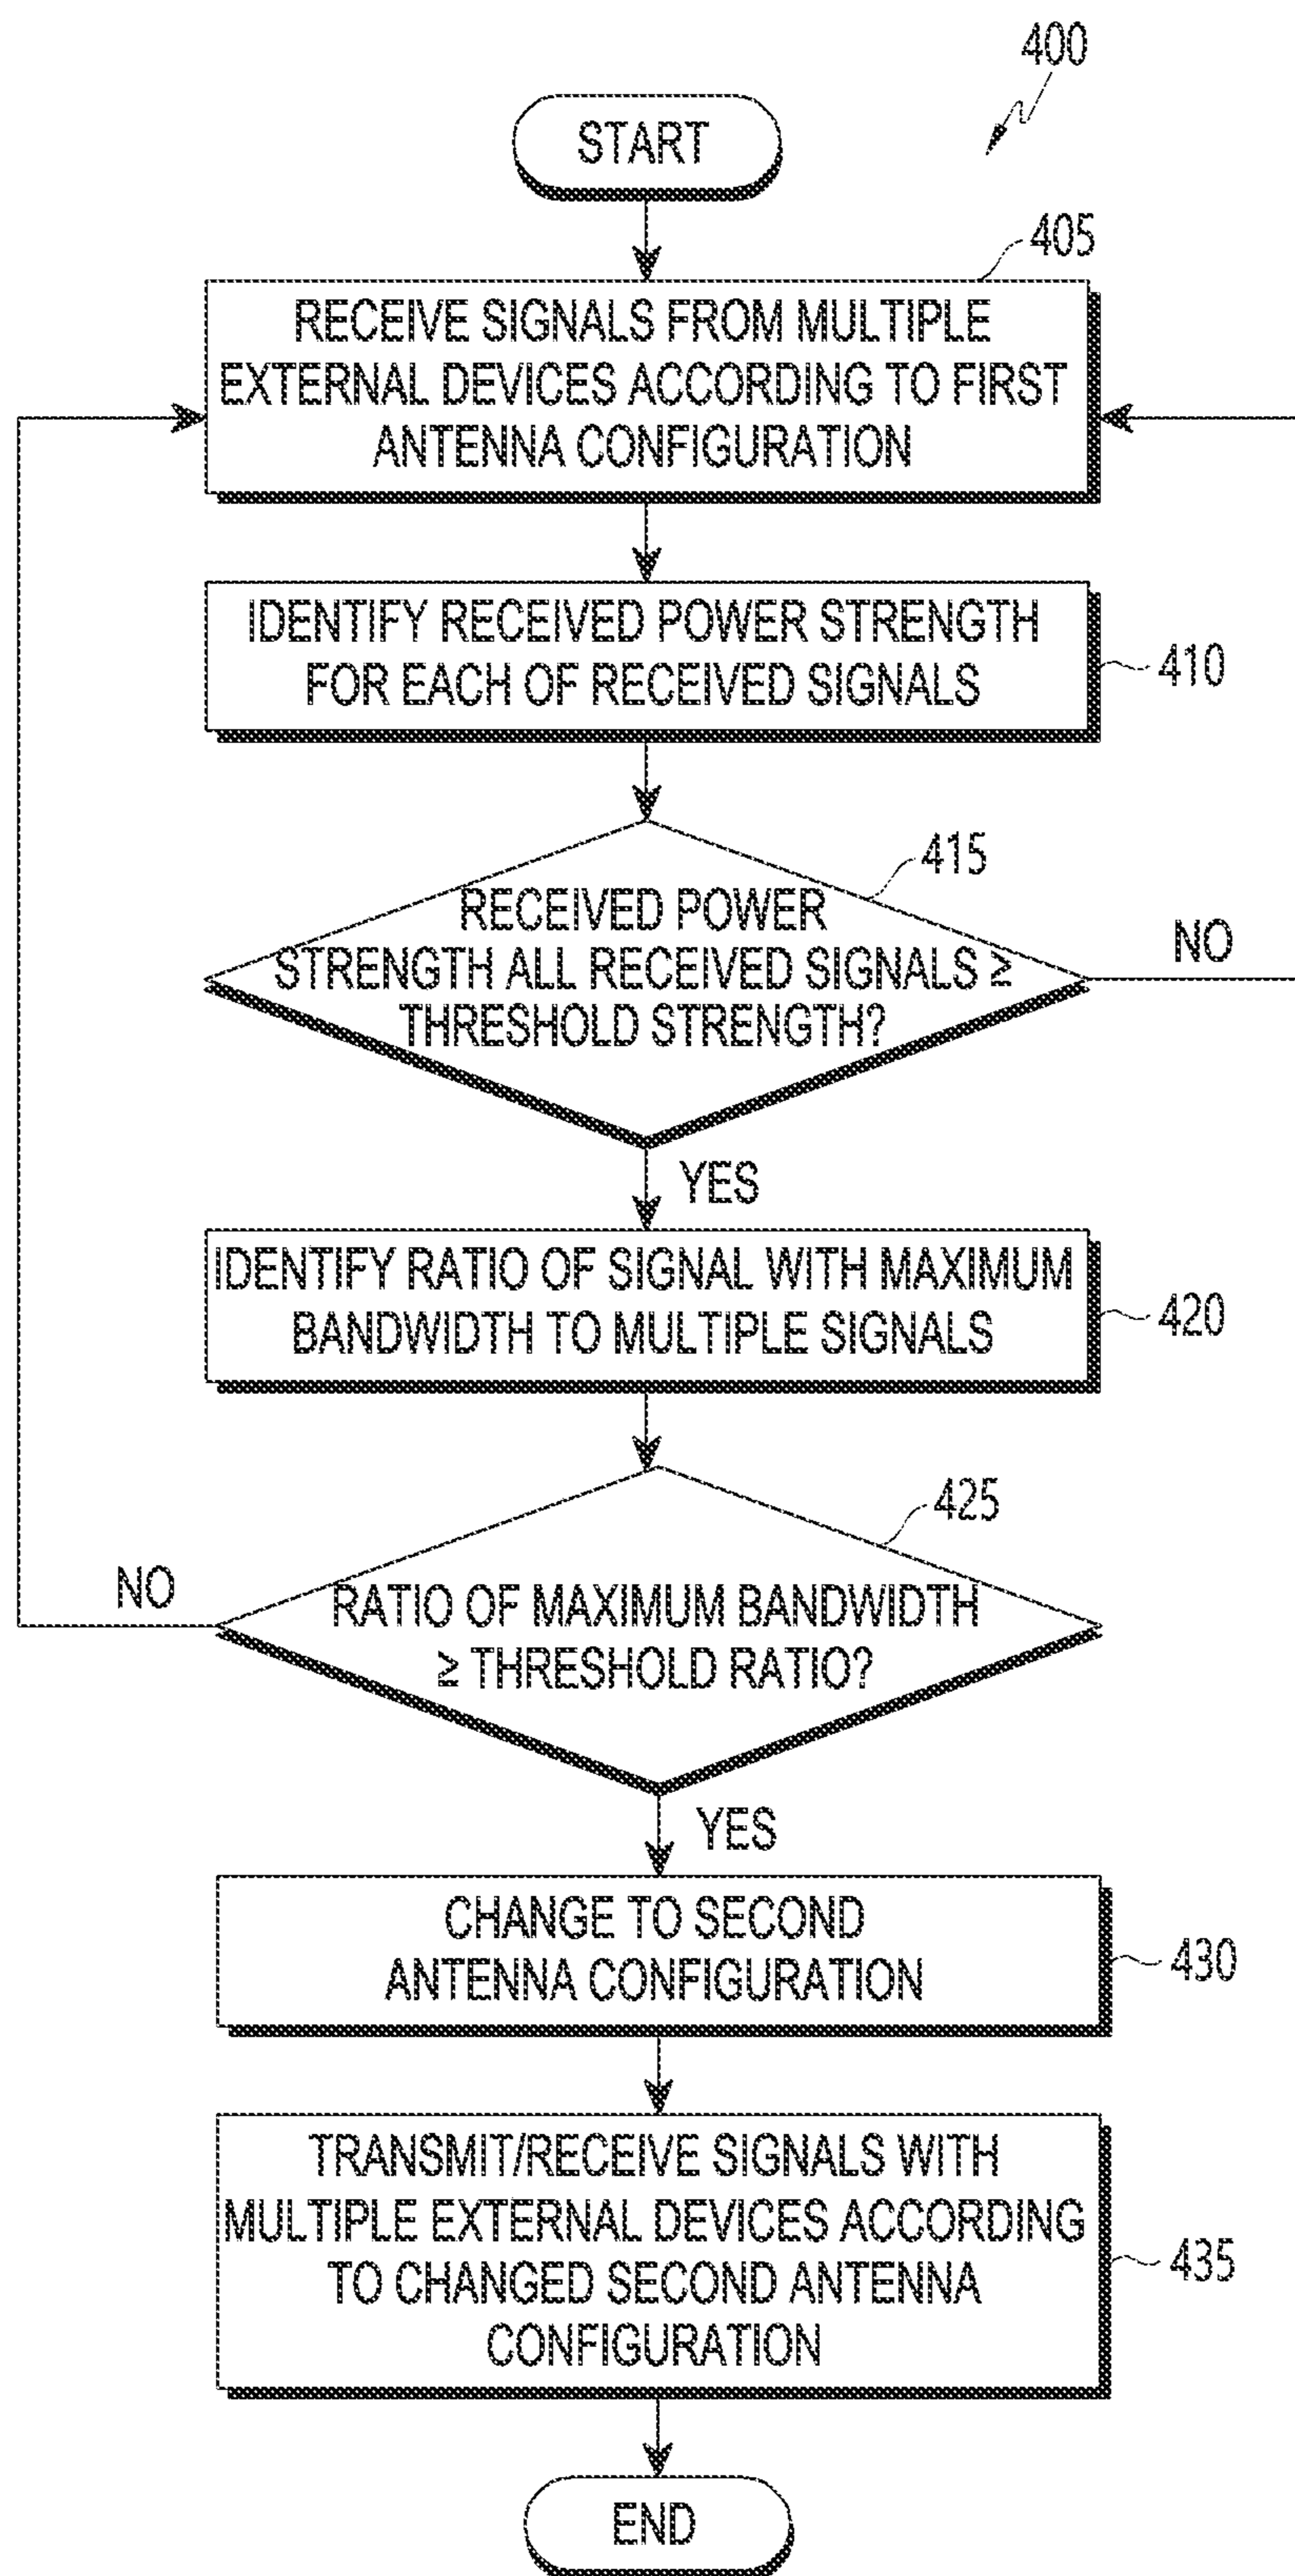 400
START
405
RECEIVE SIGNALS FROM MULTIPLE
EXTERNAL DEVICES ACCORDING TO FIRST
ANTENNA CONFIGURATION
IDENTIFY RECEIVED POWER STRENGTH
FOR EACH OF RECEIVED SIGNALS
410
415
RECEIVED POWER
STRENGTH ALL RECEIVED SIGNALS ≥
THRESHOLD STRENGTH?
NO
YES
IDENTIFY RATIO OF SIGNAL WITH MAXIMUM
BANDWIDTH TO MULTIPLE SIGNALS
420
425
RATIO OF MAXIMUM BANDWIDTH
≥ THRESHOLD RATIO?
NO
YES
CHANGE TO SECOND
ANTENNA CONFIGURATION
430
TRANSMIT/RECEIVE SIGNALS WITH
MULTIPLE EXTERNAL DEVICES ACCORDING
TO CHANGED SECOND ANTENNA
CONFIGURATION
435
END